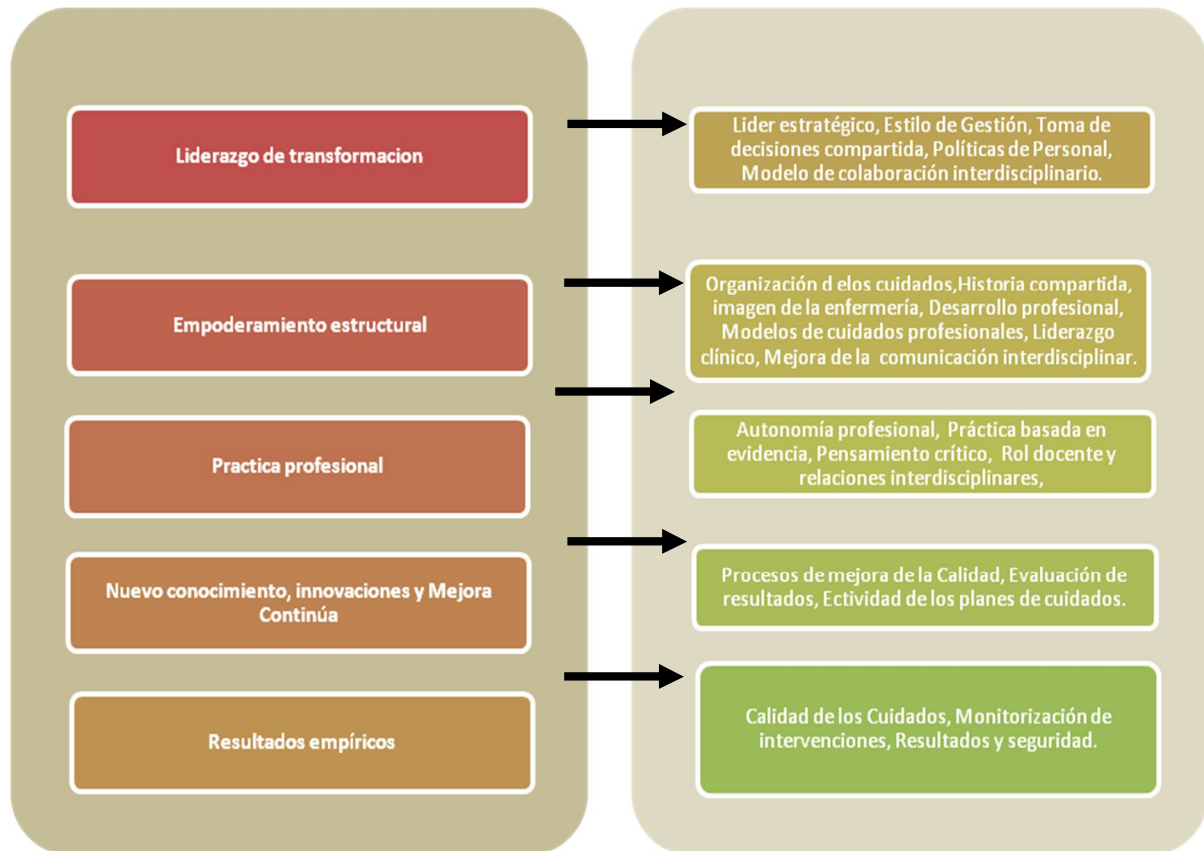 Liderazgo de transformacion
Lider estratégico, Estilo de Gestión, Toma de
decisiones compartida, Políticas de Personal,
Modelo de colaboración interdisciplinario.
Empoderamiento estructural
Organización d elos cuidados,Historia compartida,
imagen de la enfermería, Desarrollo profesional,
Modelos de cuidados profesionales, Liderazgo
clínico, Mejora de la comunicación interdisciplinar.
Practica profesional
Autonomía profesional, Práctica basada en
evidencia, Pensamiento crítico, Rol docente y
relaciones interdisciplinares,
Nuevo conocimiento, innovaciones y Mejora
Continúa
Procesos de mejora de la Calidad, Evaluación de
resultados, Ectividad de los planes de cuidados.
Resultados empíricos
Calidad de los Cuidados, Monitorización de
intervenciones, Resultados y seguridad.